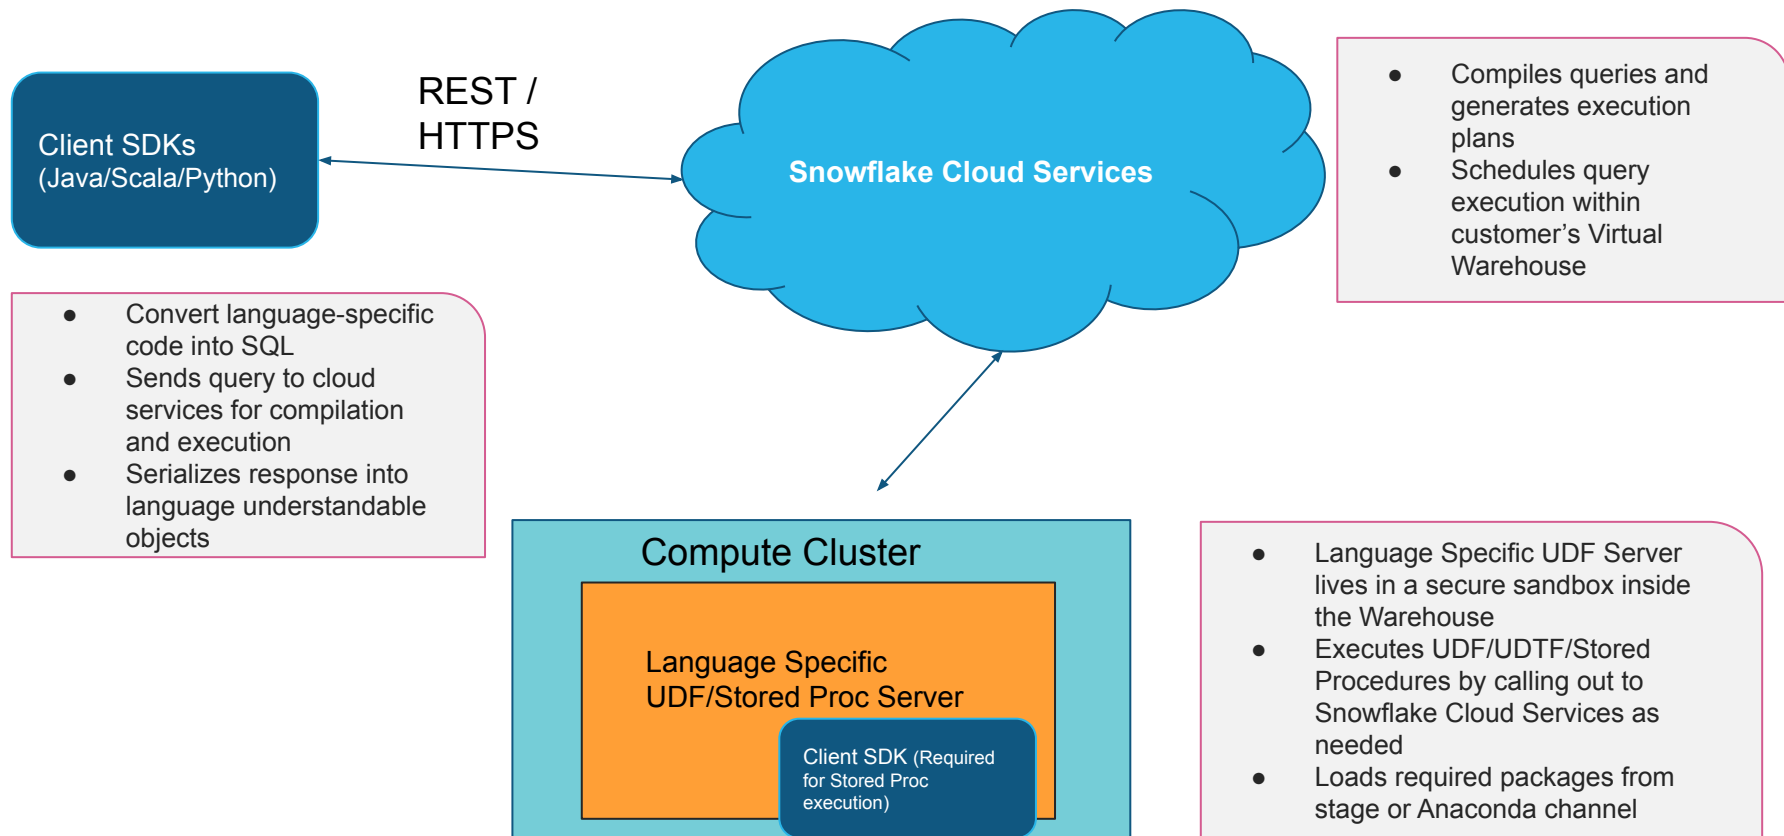 Client SDKs
(Java/Scala/Python)
REST /
HTTPS
Snowflake Cloud Services
● Compiles queries and
generates execution
plans
● Schedules query
execution within
customer’s Virtual
Warehouse
● Convert language-specific
code into SQL
● Sends query to cloud
services for compilation
and execution
● Serializes response into
language understandable
objects
Compute Cluster
Language Specific
UDF/Stored Proc Server
Client SDK (Required
for Stored Proc
execution)
● Language Specific UDF Server
lives in a secure sandbox inside
the Warehouse
● Executes UDF/UDTF/Stored
Procedures by calling out to
Snowflake Cloud Services as
needed
● Loads required packages from
stage or Anaconda channel